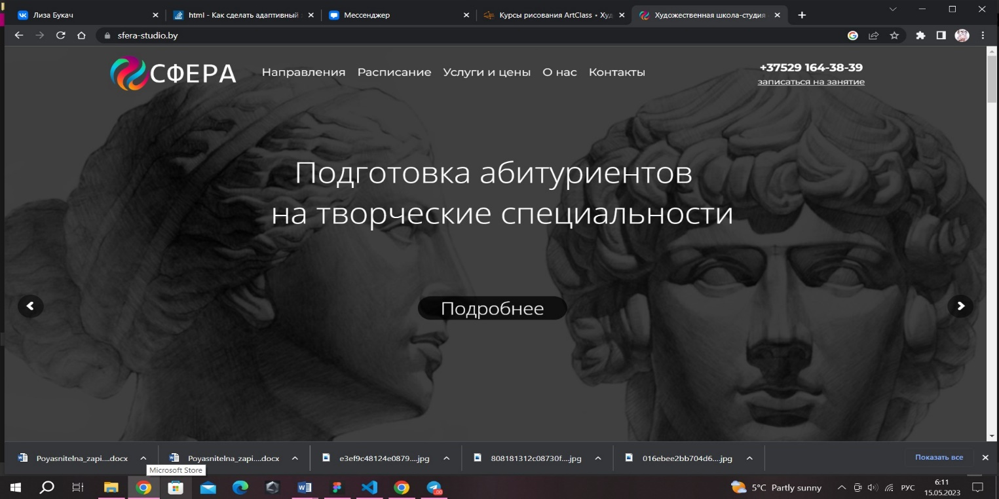 Лиза Букач
html - Как сделать адаптивный
Мессенджер
Курсы рисования ArtClass • Худ
Художественная школа-студия
sfera-studio.by
СФЕРА
Направления Расписание Услуги и цены О нас Контакты
+37529 164-38-39
записаться на занятие
Подготовка абитуриентов
на творческие специальности
Подробнее
Poyasnitelna_zapi....docx
Poyasnitelna_zapi....docx
e3ef9c48124e0879....jpg
808181312c08730f....jpg
016ebee2bb704d6....jpg
Показать все
Microsoft Store
5°C Partly sunny
РУС
6:11
15.05.2023